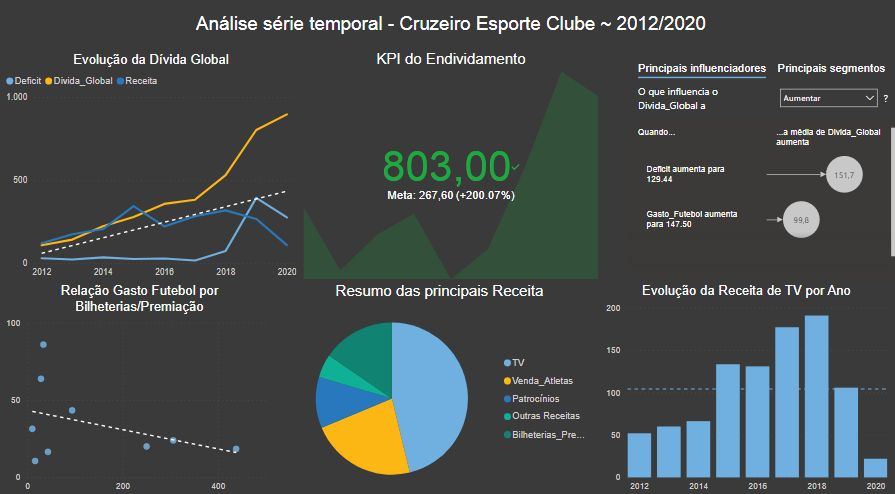 Análise série temporal - Cruzeiro Esporte Clube ~ 2012/2020
Evolução da Dívida Global
Deficit Divida_Global Receita
1.000
500
0
2012 2014 2016 2018 2020
KPI do Endividamento
803,00
Meta: 267,60 (+200.07%)
Principais influenciadores Principais segmentos
O que influencia o
Divida_Global a
Aumentar
?
Quando...
...a média de Divida_Global
aumenta
Deficit aumenta para
129.44
151,7
Gasto_Futebol aumenta
para 147.50
99,8
Relação Gasto Futebol por
Bilheterias/Premiação
100
50
0
0 200 400
Resumo das principais Receita
TV
Venda_Atletas
Patrocínios
Outras Receitas
Bilheterias_Pre...
Evolução da Receita de TV por Ano
200
150
100
50
0
2012 2014 2016 2018 2020